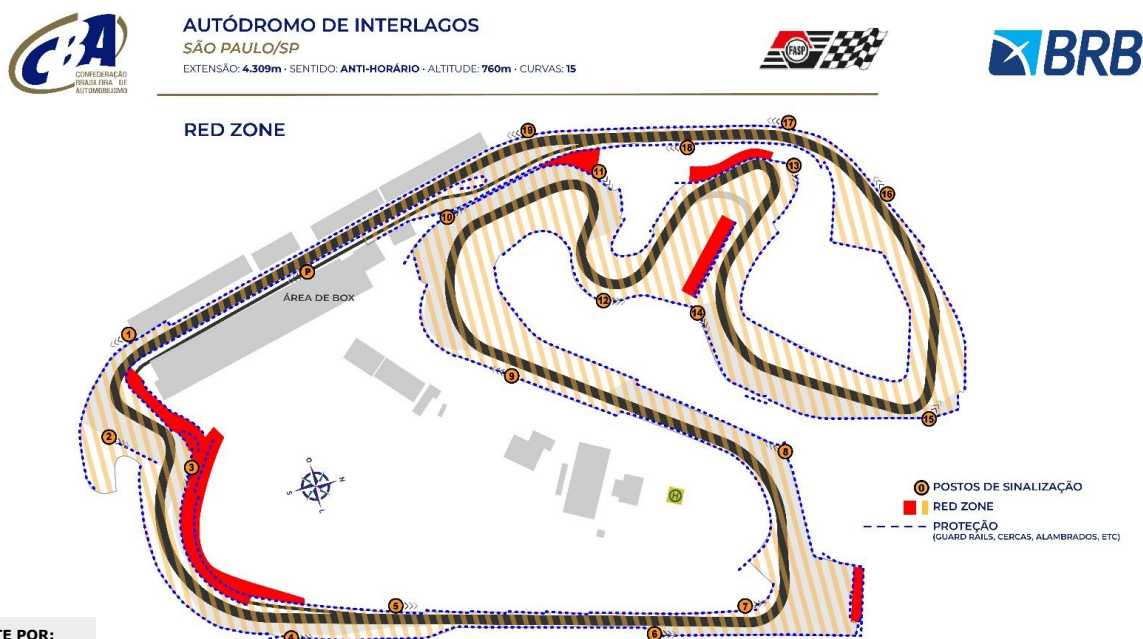 CBA
CONFEDERAÇÃO
BRASILEIRA DE
AUTOMOBILISMO
AUTÓDROMO DE INTERLAGOS
SÃO PAULO/SP
EXTENSÃO: 4.309m · SENTIDO: ANTI-HORÁRIO · ALTITUDE: 760m · CURVAS: 15
FASP
BRB
RED ZONE
19
17
18
11
13
16
10
P
ÁREA DE BOX
12
14
1
9
15
2
8
3
O
N
S
L
H
0 POSTOS DE SINALIZAÇÃO
RED ZONE
PROTEÇÃO
(GUARD RAILS, CERCAS, ALAMBRADOS, ETC)
5
7
4
6
TE POR: